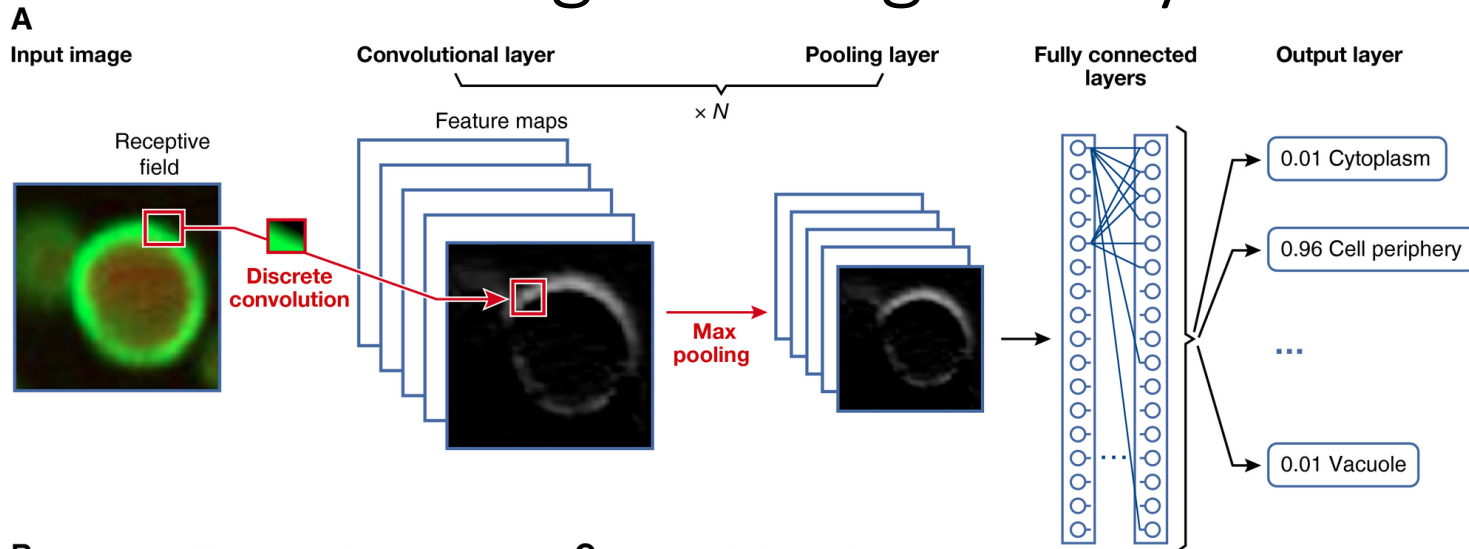 A
Input image
Convolutional layer
Pooling layer
Fully connected
layers
Output layer
× N
Feature maps
Receptive
field
Discrete
convolution
Max
pooling
0.01 Cytoplasm
0.96 Cell periphery
...
0.01 Vacuole
...